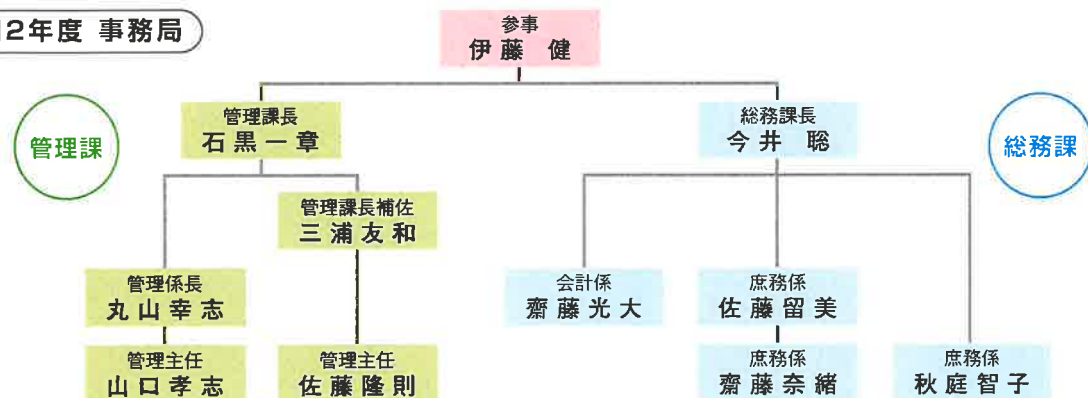 2年度 事務局
参事
伊藤 健
管理課
管理課長
石黒一章
総務課長
今井 聡
総務課
管理課長補佐
三浦友和
管理係長
丸山幸志
会計係
齋藤光大
庶務係
佐藤留美
管理主任
山口孝志
管理主任
佐藤隆則
庶務係
齋藤奈緒
庶務係
秋庭智子